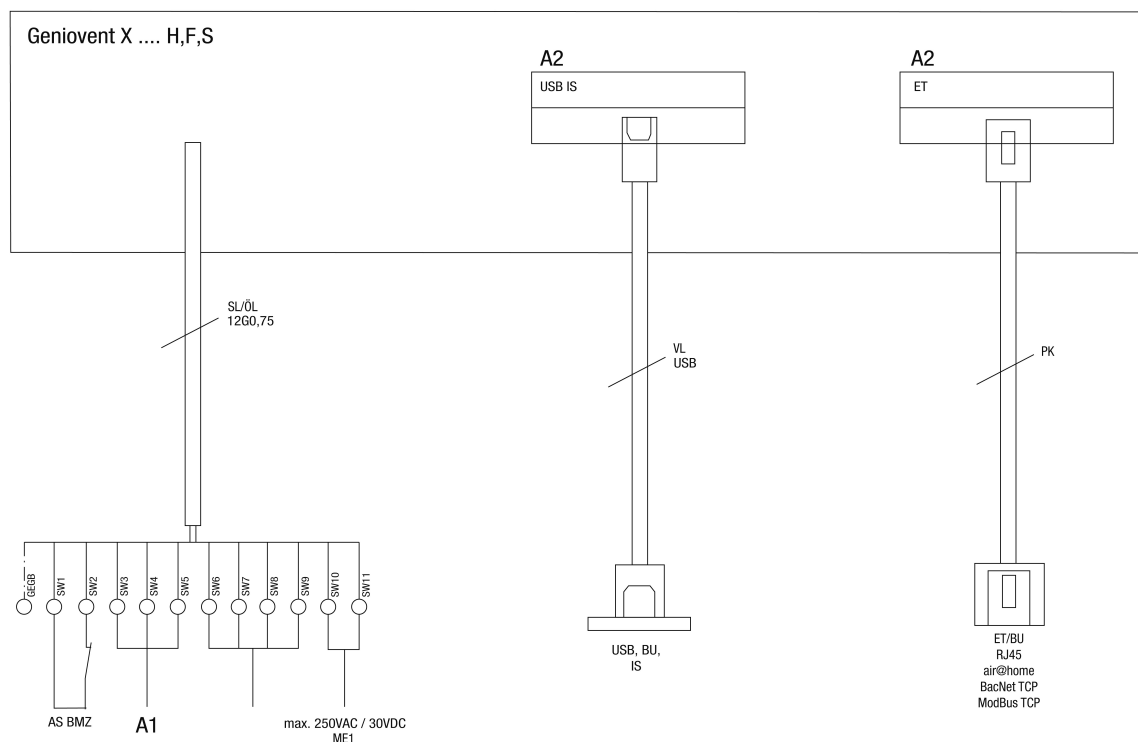 Geniovent X .... H,F,S
A2
USB IS
A2
ET
SL/ÖL
12G0,75
VL
USB
PK
GEGB
SW1
SW2
SW3
SW4
SW5
SW6
SW7
SW8
SW9
SW10
SW11
AS BMZ
A1
max. 250VAC / 30VDC
MF1
USB, BU,
IS
ET/BU
RJ45
air@home
BacNet TCP
ModBus TCP